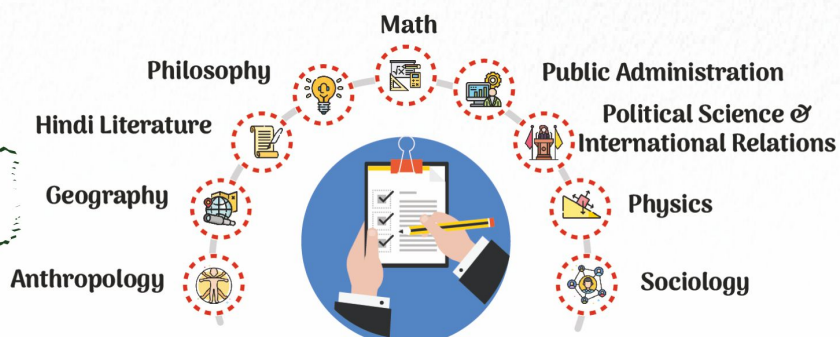 Math
Philosophy
Public Administration
Hindi Literature
Political Science &
International Relations
Geography
Physics
Anthropology
Sociology